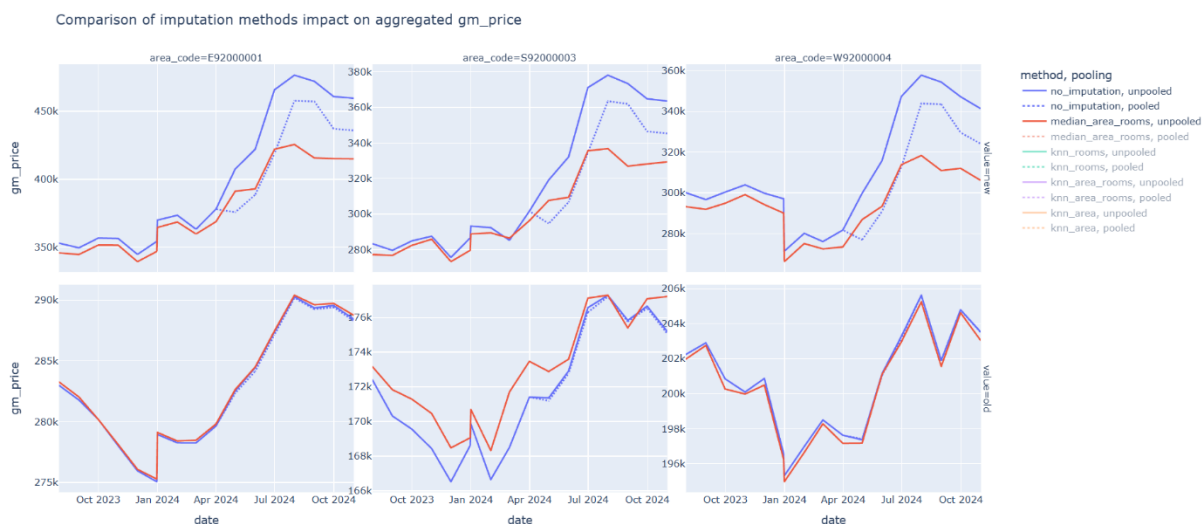 Comparison of imputation methods impact on aggregated gm_price
area_code=E92000001
area_code=S92000003
area_code=W92000004
450k
400k
350k
gm_price
380k
360k
340k
320k
300k
280k
360k
340k
320k
300k
280k
value=new
290k
285k
280k
275k
gm_price
176k
174k
172k
170k
168k
166k
206k
204k
202k
200k
198k
196k
value=old
Oct 2023
Jan 2024
Apr 2024
Jul 2024
Oct 2024
date
Oct 2023
Jan 2024
Apr 2024
Jul 2024
Oct 2024
date
Oct 2023
Jan 2024
Apr 2024
Jul 2024
Oct 2024
date
method, pooling
no_imputation, unpooled
no_imputation, pooled
median_area_rooms, unpooled
median_area_rooms, pooled
knn_rooms, unpooled
knn_rooms, pooled
knn_area_rooms, unpooled
knn_area_rooms, pooled
knn_area, unpooled
knn_area, pooled